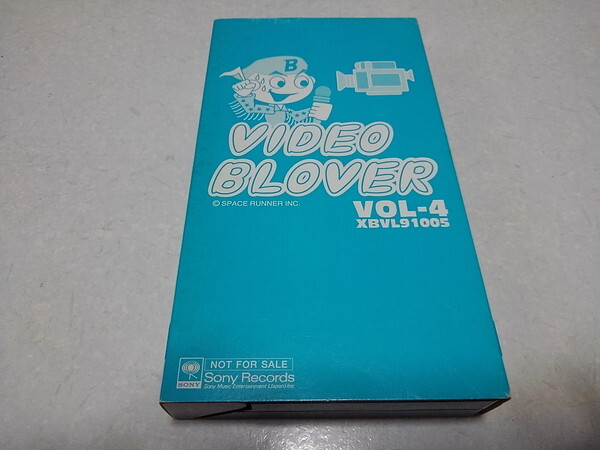 B
VIDEO
BLOVER
© SPACE RUNNER INC.
VOL-4
XBVL91005
NOT FOR SALE
SONY
Sony Records
Sony Music Entertainment (Japan) Inc.